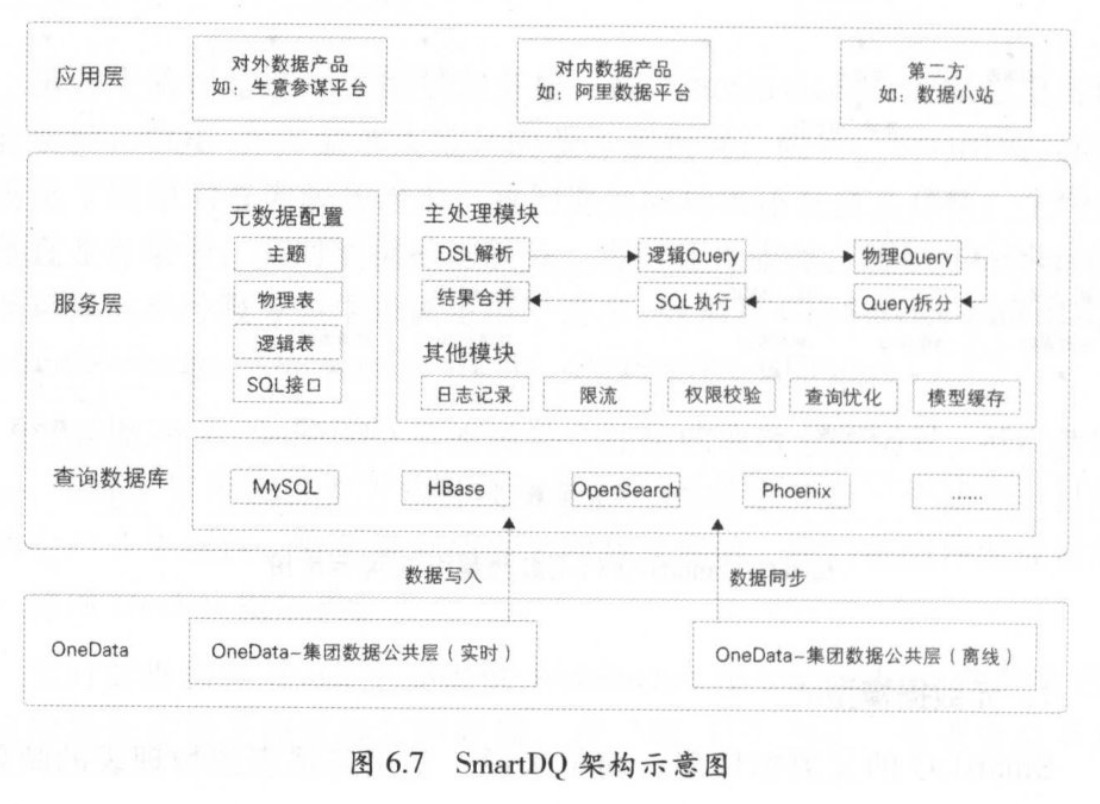 应用层
对外数据产品
如：生意参谋平台
对内数据产品
如：阿里数据平台
第二方
如：数据小站
服务层
元数据配置
主题
物理表
逻辑表
SQL接口
主处理模块
DSL解析
逻辑Query
物理Query
结果合并
SQL执行
Query拆分
其他模块
日志记录
限流
权限校验
查询优化
模型缓存
查询数据库
MySQL
HBase
OpenSearch
Phoenix
......
数据写入
数据同步
OneData
OneData-集团数据公共层（实时）
OneData-集团数据公共层（离线）
图 6.7 SmartDQ 架构示意图